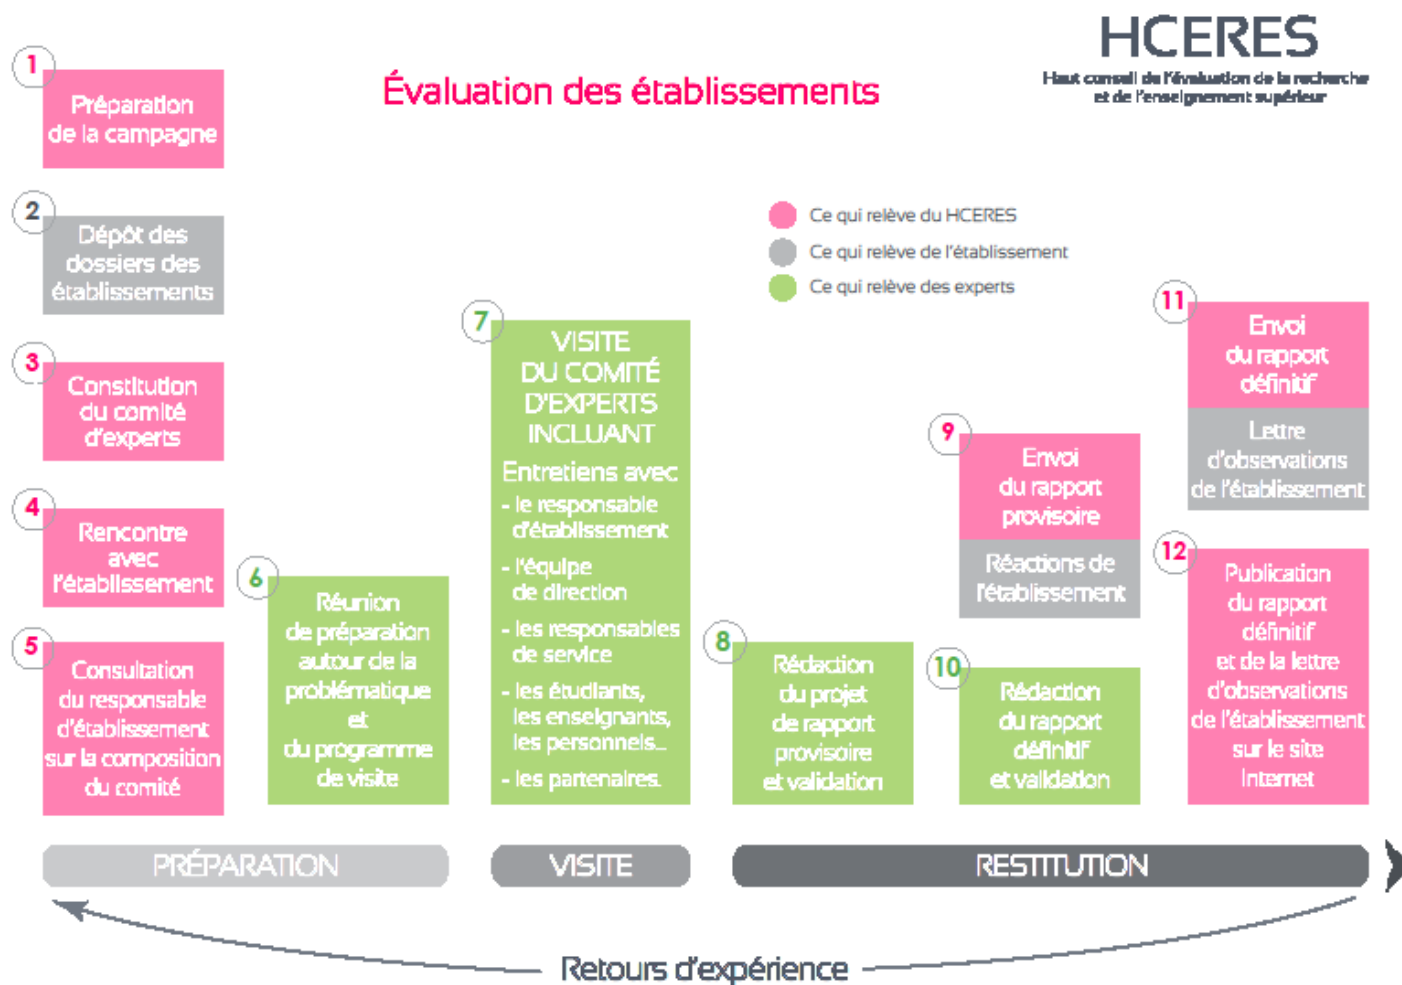 HCERES
Haut conseil de l'évaluation de la recherche
et de l'enseignement supérieur
Évaluation des établissements
Ce qui relève du HCERES
Ce qui relève de l'établissement
Ce qui relève des experts
1
Préparation
de la campagne
2
Dépôt des
dossiers des
établissements
3
Constitution
du comité
d'experts
4
Rencontre
avec
l'établissement
5
Consultation
du responsable
d'établissement
sur la composition
du comité
6
Réunion
de préparation
autour de la
problématique
et
du programme
de visite
7
VISITE
DU COMITÉ
D'EXPERTS
INCLUANT
Entretiens avec
- le responsable
d'établissement
- l'équipe
de direction
- les responsables
de service
- les étudiants,
les enseignants,
les personnels...
- les partenaires.
8
Rédaction
du projet
de rapport
provisoire
et validation
9
Envoi
du rapport
provisoire
Réactions de
l'établissement
10
Rédaction
du rapport
définitif
et validation
11
Envoi
du rapport
définitif
Lettre
d'observations
de l'établissement
12
Publication
du rapport
définitif
et de la lettre
d'observations
de l'établissement
sur le site
Internet
PRÉPARATION
VISITE
RESTITUTION
Retours d'expérience